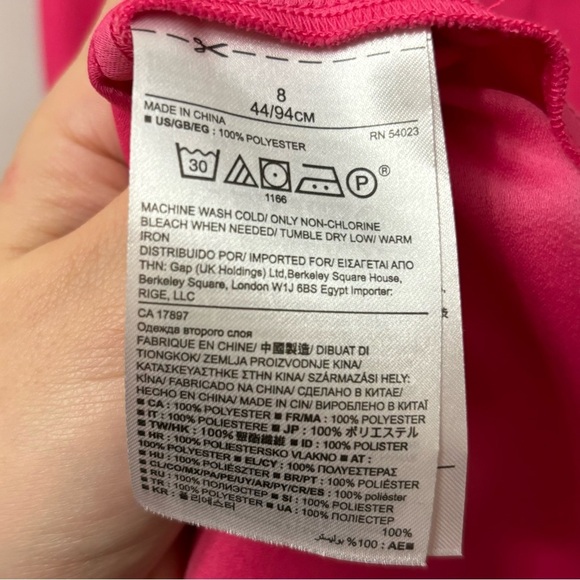 8
44/94CM
MADE IN CHINA
RN 54023
■ US/GB/EG : 100% POLYESTER
30
P
®
1166
MACHINE WASH COLD/ ONLY NON-CHLORINE
BLEACH WHEN NEEDED/ TUMBLE DRY LOW/ WARM
IRON
DISTRIBUIDO POR/ IMPORTED FOR/ ΕΙΣΑΓΕΤΑΙ ΑΠΟ
THN: Gap (UK Holdings) Ltd,Berkeley Square House,
Berkeley Square, London W1J 6BS Egypt Importer:
RIGE, LLC
CA 17897
Одежда второго слоя
FABRIQUE EN CHINE/ 中國製造/ DIBUAT DI
TIONGKOK/ ZEMLJA PROIZVODNJE KINA/
ΚΑΤΑΣΚΕΥΑΣΤΗΚΕ ΣΤΗΝ ΚΙΝΑ/ SZÁRMAZÁSI HELY:
KÍNA/ FABRICADO NA CHINA/ СДЕЛАНО В КИТАЕ/
HECHO EN CHINA/ MADE IN CIN/ ВИРОБЛЕНО В КИТАЇ
■ CA : 100% POLYESTER ■ FR/MA : 100% POLYESTER
■ IT : 100% POLIESTERE ■ JP : 100% ポリエステル
■ TW/HK : 100% 聚酯纖維 ■ ID : 100% POLISTER
■ HR : 100% POLIESTERSKO VLAKNO ■ AT :
100% POLYESTER ■ EL/CY : 100% ΠΟΛΥΕΣΤΕΡΑΣ
■ HU : 100% POLIÉSZTER ■ BR/PT : 100% POLIÉSTER
■ CL/CO/MX/PA/PE/UY/AR/PY/CR/ES : 100% poliéster
■ RU : 100% ПОЛИЭСТЕР ■ SI : 100% POLIESTER
■ TR : 100% POLYESTER ■ UA : 100% ПОЛІЕСТЕР
■ KR : 폴리에스터 100%
■ AE : 100% بوليستر